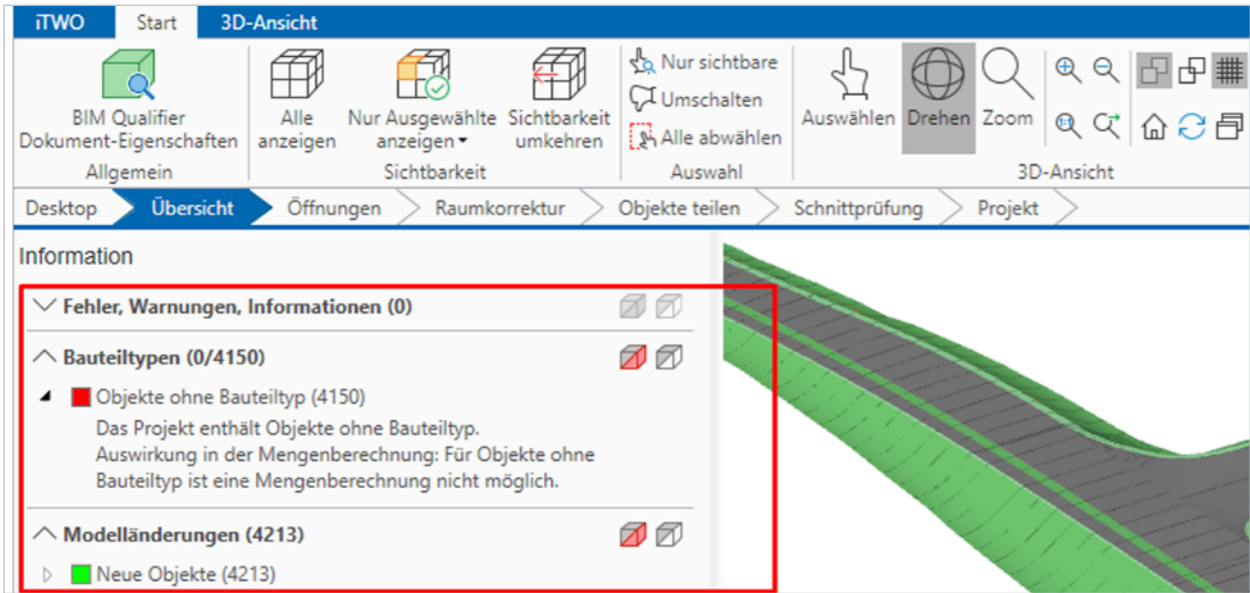 iTWO Start 3D-Ansicht
BIM Qualifier
Dokument-Eigenschaften
Alle
anzeigen
Nur Ausgewählte
anzeigen
Sichtbarkeit
umkehren
Nur sichtbare
Umschalten
Alle abwählen
Auswählen Drehen Zoom
1:1
Allgemein Sichtbarkeit Auswahl 3D-Ansicht
Desktop Übersicht Öffnungen Raumkorrektur Objekte teilen Schnittprüfung Projekt
Information
Fehler, Warnungen, Informationen (0)
Bauteiltypen (0/4150)
Objekte ohne Bauteiltyp (4150)
Das Projekt enthält Objekte ohne Bauteiltyp.
Auswirkung in der Mengenberechnung: Für Objekte ohne
Bauteiltyp ist eine Mengenberechnung nicht möglich.
Modelländerungen (4213)
Neue Objekte (4213)